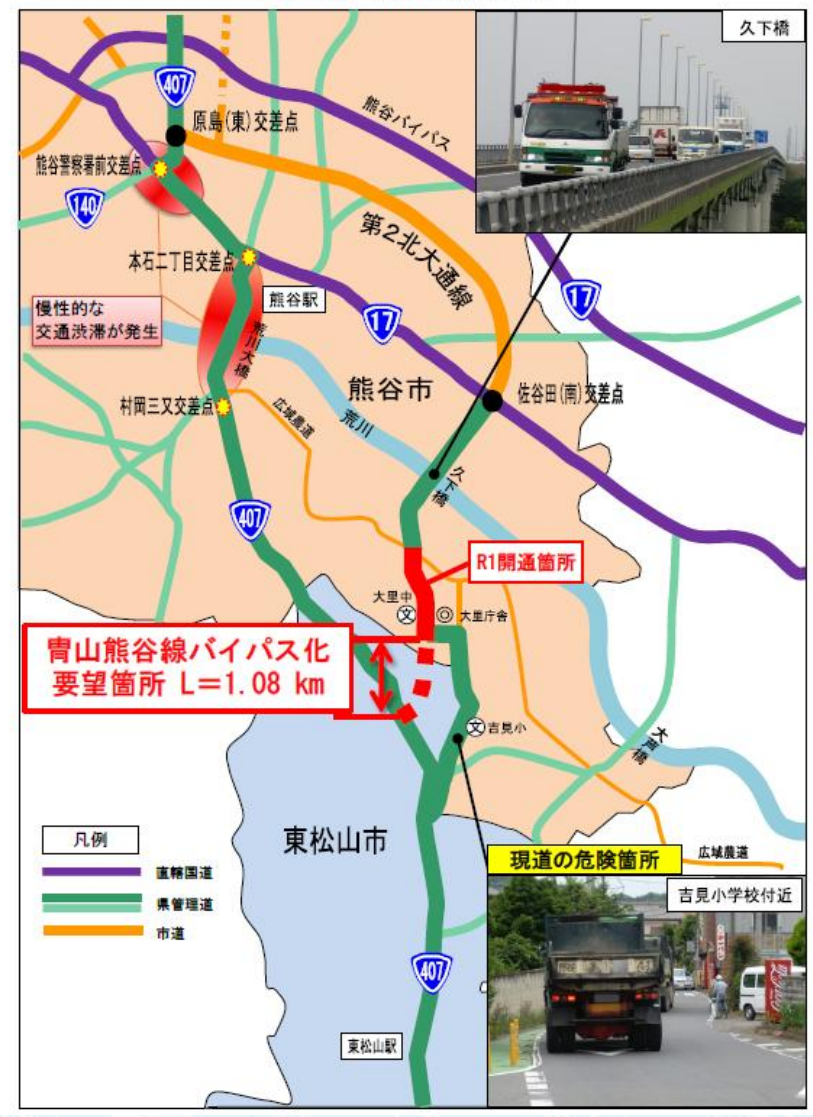 久下橋
407
原島(東)交差点
熊谷バイパス
熊谷警察署前交差点
140
第2北大通線
本石二丁目交差点
熊谷駅
17
17
慢性的な
交通渋滞が発生
荒川大橋
熊谷市
佐谷田(南)交差点
村岡三又交差点
広域農道
荒川
久下橋
407
R1開通箇所
大里中
文
大里庁舎
冑山熊谷線バイパス化
要望箇所 L=1.08 km
文
吉見小
大芦橋
東松山市
凡例
直轄国道
県管理道
市道
現道の危険箇所
広域農道
吉見小学校付近
407
東松山駅